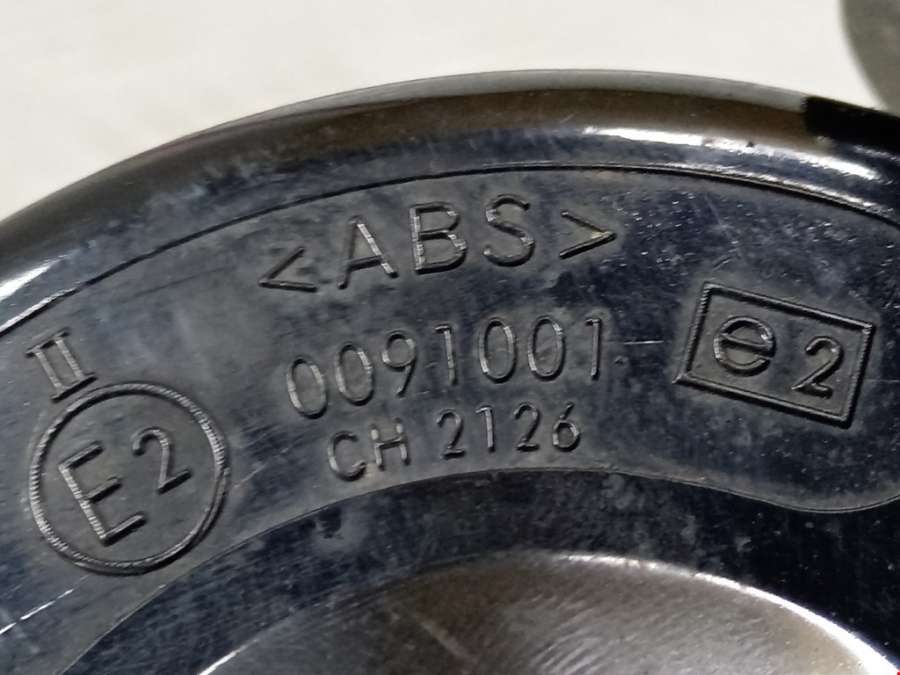 <ABS>
II
0091001
e2
CH 2126
E2